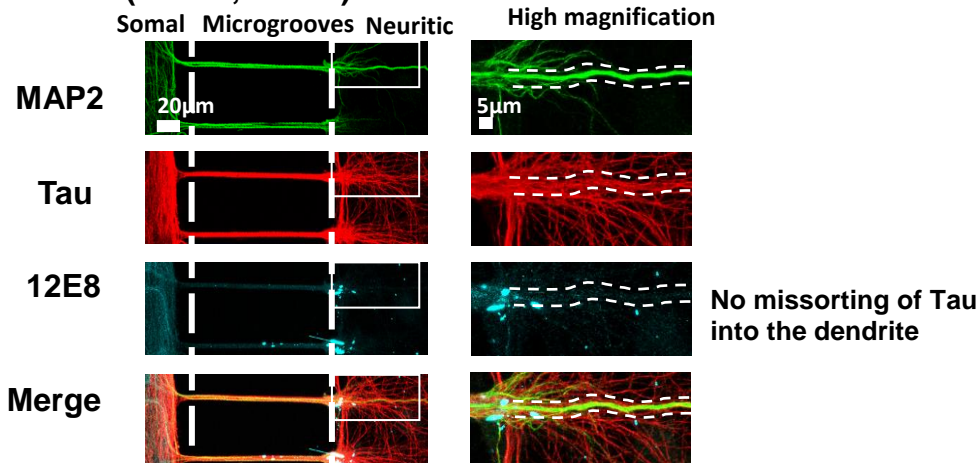 Somal Microgrooves Neuritic High magnification
MAP2
20µm
5µm
Tau
12E8
No missorting of Tau
into the dendrite
Merge